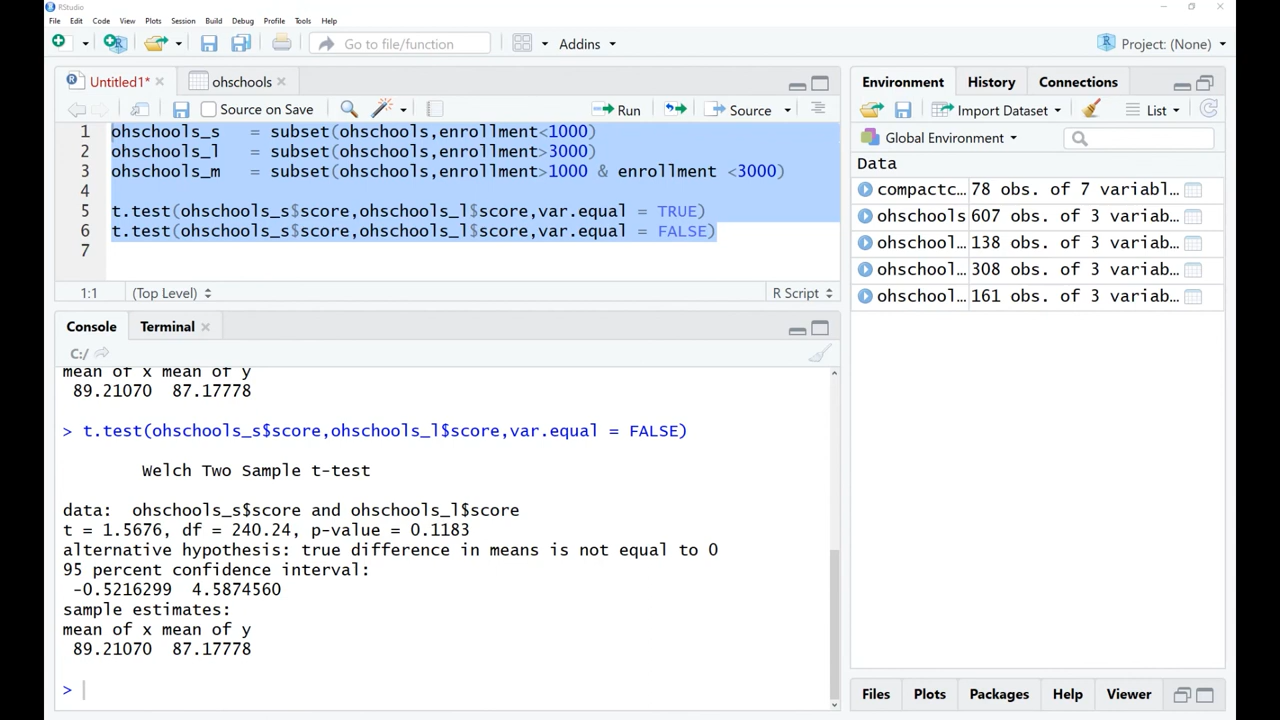 RStudio
File Edit Code View Plots Session Build Debug Profile Tools Help
Go to file/function Addins Project: (None)
Untitled1* ohschools
Source on Save Run Source
1 ohschools_s = subset(ohschools,enrollment<1000)
2 ohschools_l = subset(ohschools,enrollment>3000)
3 ohschools_m = subset(ohschools,enrollment>1000 & enrollment <3000)
4
5 t.test(ohschools_s$score,ohschools_l$score,var.equal = TRUE)
6 t.test(ohschools_s$score,ohschools_l$score,var.equal = FALSE)
7
1:1 (Top Level) R Script
Console Terminal
C:/
mean of x mean of y
89.21070 87.17778
> t.test(ohschools_s$score,ohschools_l$score,var.equal = FALSE)
Welch Two Sample t-test
data: ohschools_s$score and ohschools_l$score
t = 1.5676, df = 240.24, p-value = 0.1183
alternative hypothesis: true difference in means is not equal to 0
95 percent confidence interval:
-0.5216299 4.5874560
sample estimates:
mean of x mean of y
89.21070 87.17778
>
Environment History Connections
Import Dataset List
Global Environment
Data
compactc… 78 obs. of 7 variabl…
ohschools 607 obs. of 3 variab…
ohschool… 138 obs. of 3 variab…
ohschool… 308 obs. of 3 variab…
ohschool… 161 obs. of 3 variab…
Files Plots Packages Help Viewer